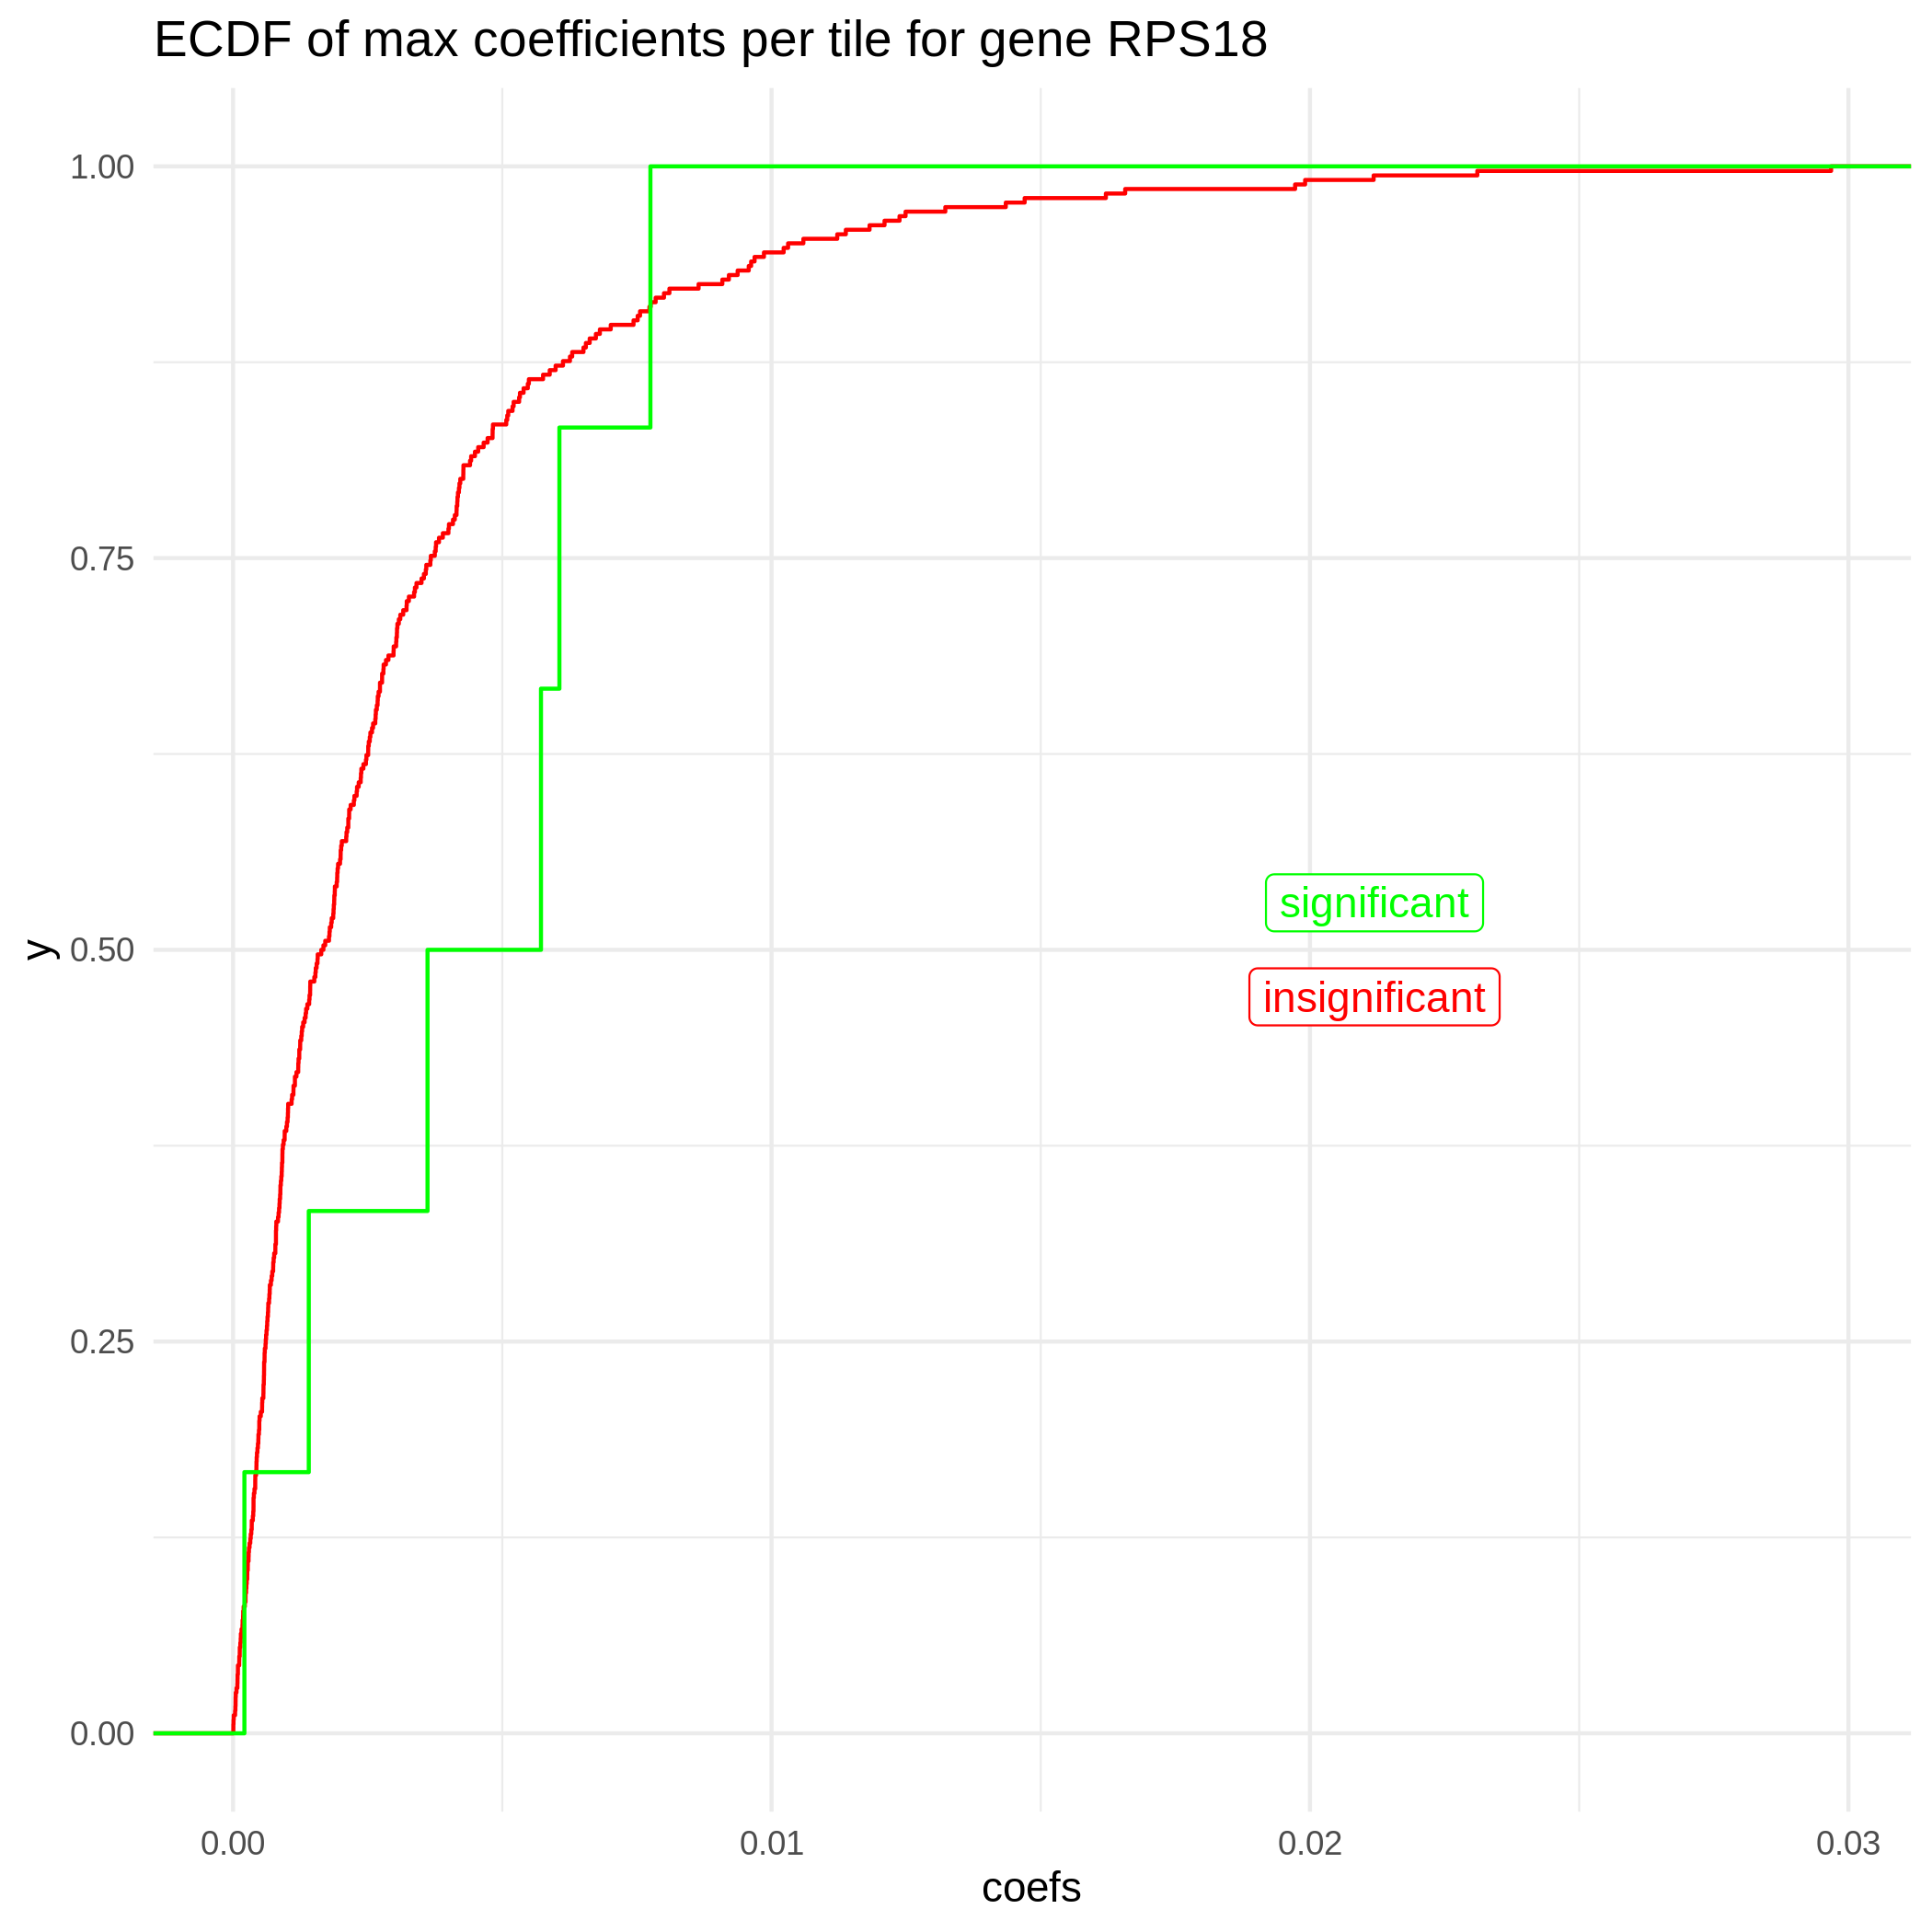 ECDF of max coefficients per tile for gene RPS18
1.00
0.75
0.50
0.25
0.00
y
significant
insignificant
0.00
0.01
0.02
0.03
coefs